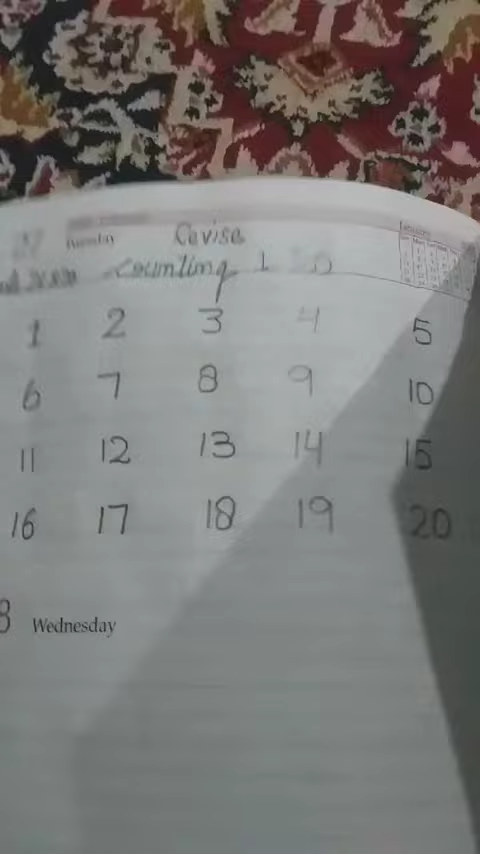 Tuesday Revise
counting 1
1 2 3 4 5
6 7 8 9 10
11 12 13 14 15
16 17 18 19 20
Wednesday